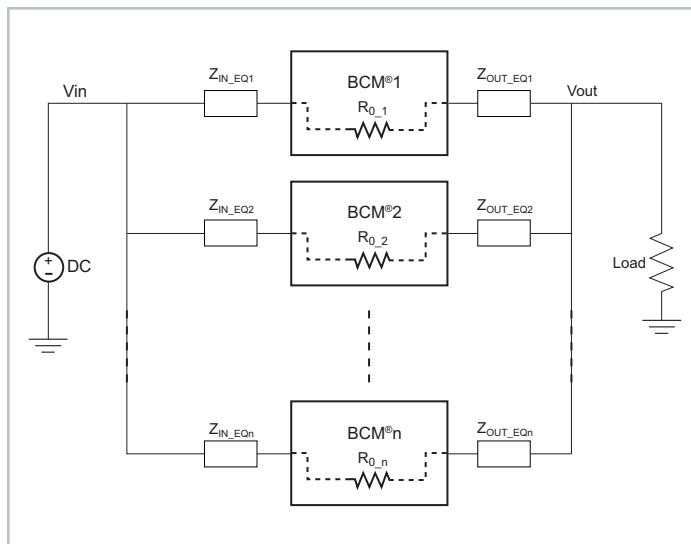 Vin
Z_IN_EQ1
BCM®1
R_0_1
Z_OUT_EQ1
Vout
Z_IN_EQ2
BCM®2
R_0_2
Z_OUT_EQ2
+
DC
Load
Z_IN_EQn
BCM®n
R_0_n
Z_OUT_EQn